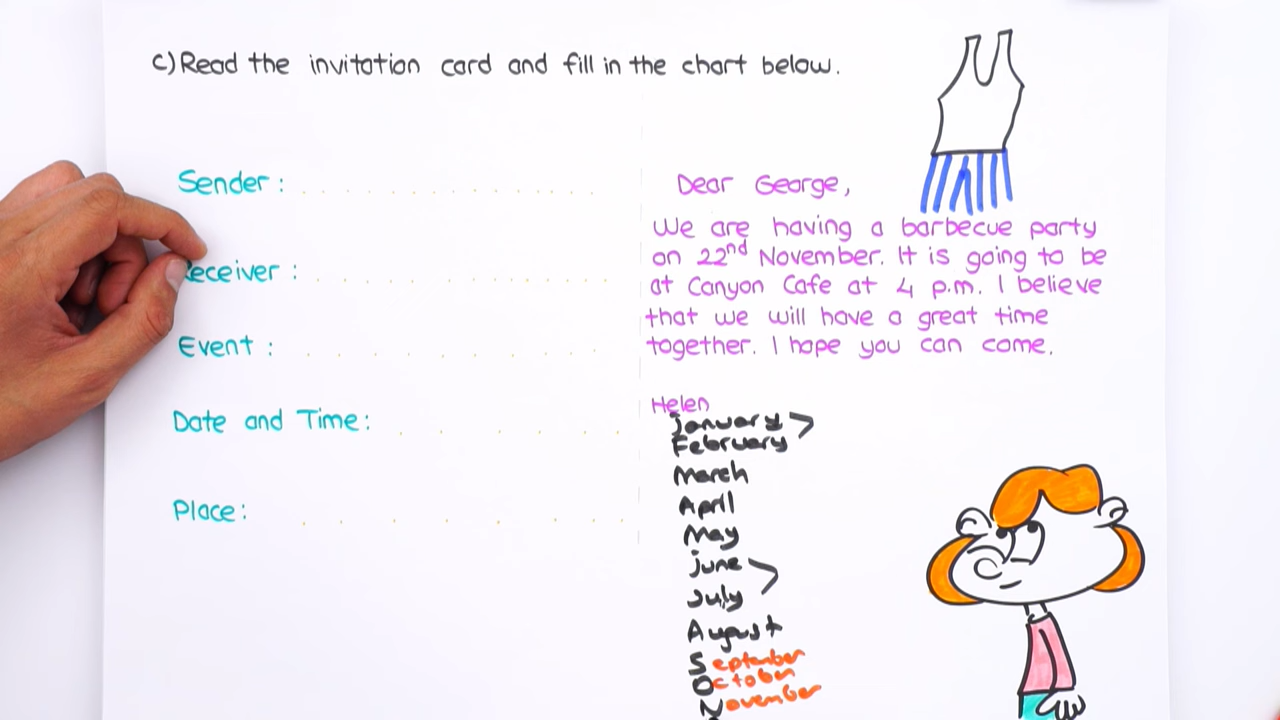 c) Read the invitation card and fill in the chart below.
Sender :
Receiver :
Event :
Date and Time:
Place:
Dear George,
We are having a barbecue party
on 22nd November. It is going to be
at Canyon Cafe at 4 p.m. I believe
that we will have a great time
together. I hope you can come.
Helen
January
February
March
April
May
june
July
August
September
October
November